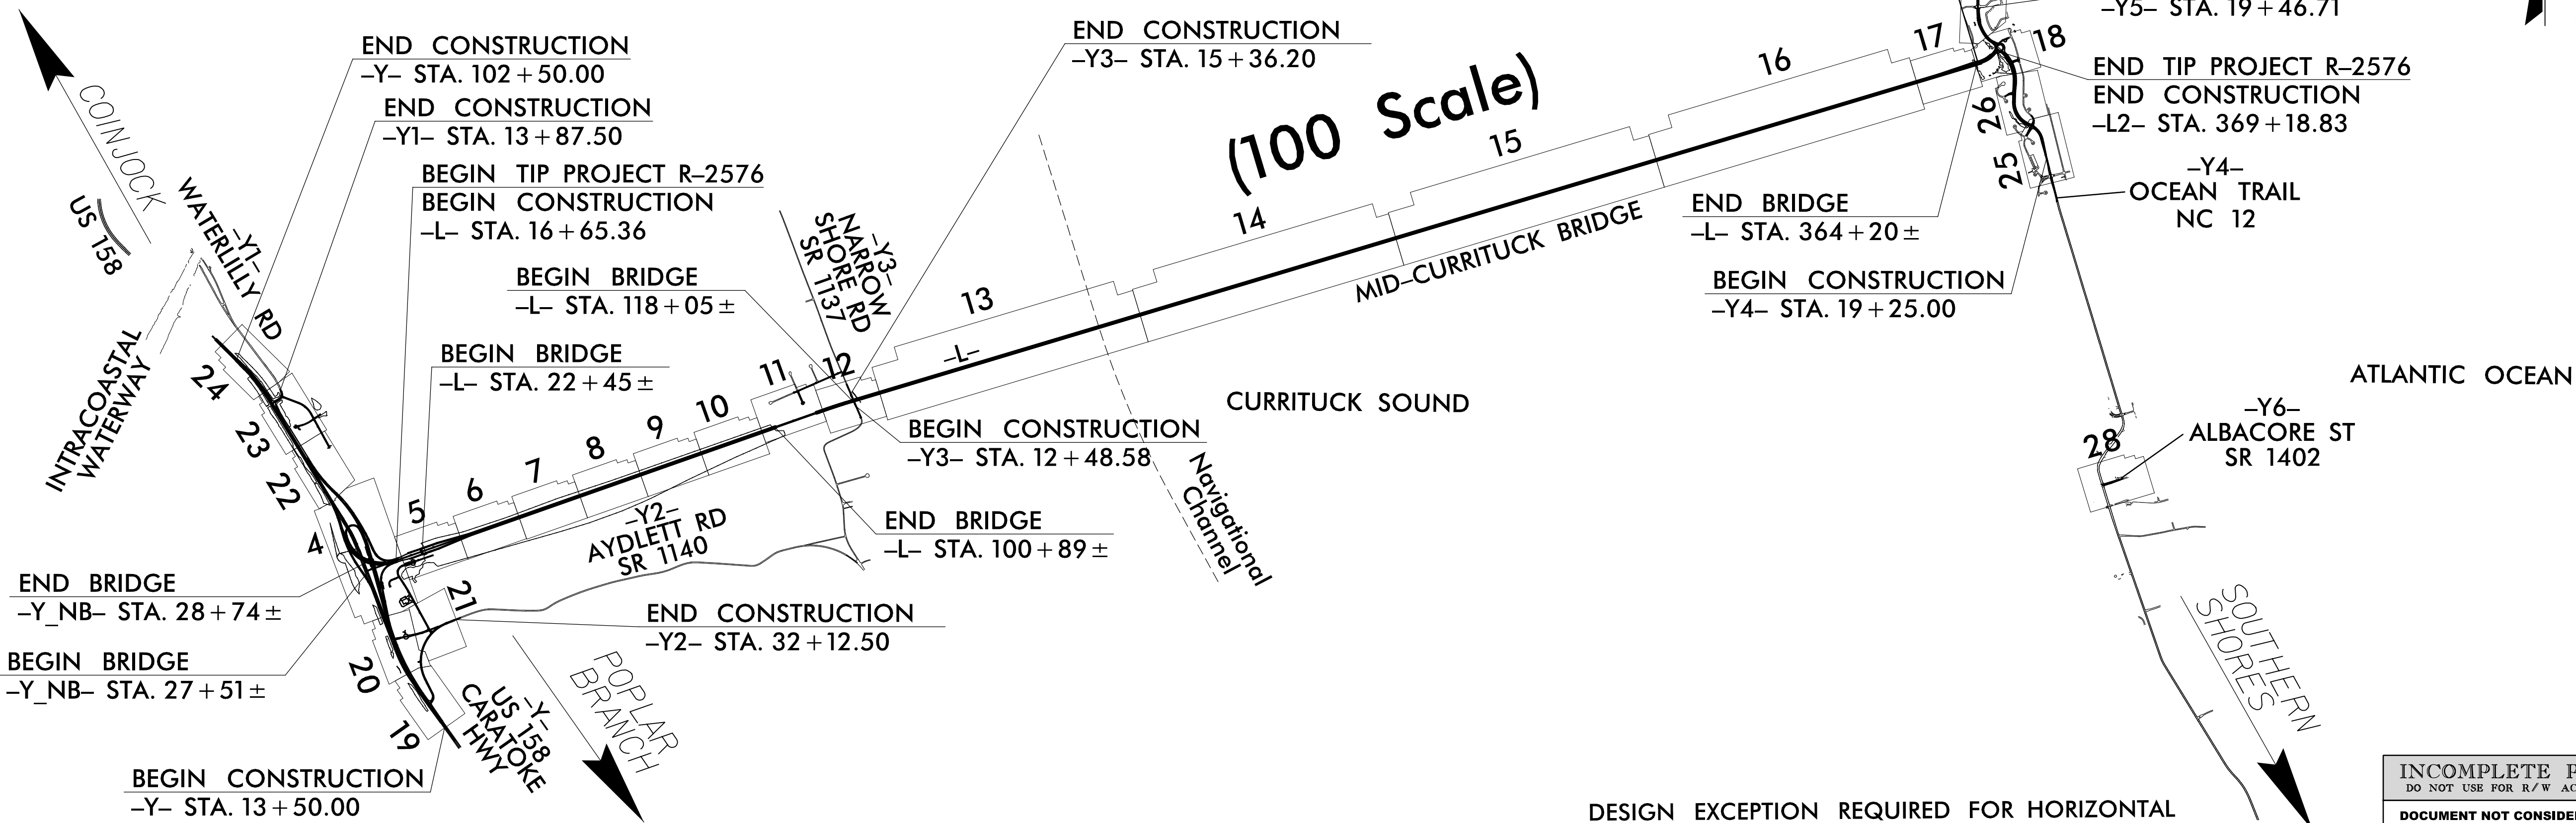 END CONSTRUCTION
–Y– STA. 102+50.00
END CONSTRUCTION
–Y1– STA. 13+87.50
BEGIN TIP PROJECT R–2576
BEGIN CONSTRUCTION
–L– STA. 16+65.36
BEGIN BRIDGE
–L– STA. 118+05±
BEGIN BRIDGE
–L– STA. 22+45±
COINJOCK
US 158
–Y1–
WATERLILLY RD
INTRACOASTAL
WATERWAY
24
23
22
4
5
6
7
8
9
10
11
12
13
14
15
16
17
18
26
25
28
21
20
19
–Y3–
NARROW
SHORE RD
SR 1137
END CONSTRUCTION
–Y3– STA. 15+36.20
(100 Scale)
–L–
MID–CURRITUCK BRIDGE
CURRITUCK SOUND
Navigational
Channel
BEGIN CONSTRUCTION
–Y3– STA. 12+48.58
END BRIDGE
–L– STA. 100+89±
–Y2–
AYDLETT RD
SR 1140
END CONSTRUCTION
–Y2– STA. 32+12.50
END BRIDGE
–Y_NB– STA. 28+74±
BEGIN BRIDGE
–Y_NB– STA. 27+51±
BEGIN CONSTRUCTION
–Y– STA. 13+50.00
–Y–
US 158
CARATOKE
HWY
POPLAR
BRANCH
END BRIDGE
–L– STA. 364+20±
BEGIN CONSTRUCTION
–Y4– STA. 19+25.00
–Y5– STA. 19+46.71
END TIP PROJECT R–2576
END CONSTRUCTION
–L2– STA. 369+18.83
–Y4–
OCEAN TRAIL
NC 12
ATLANTIC OCEAN
–Y6–
ALBACORE ST
SR 1402
SOUTHERN
SHORES
DESIGN EXCEPTION REQUIRED FOR HORIZONTAL
INCOMPLETE
DO NOT USE FOR R/W
DOCUMENT NOT